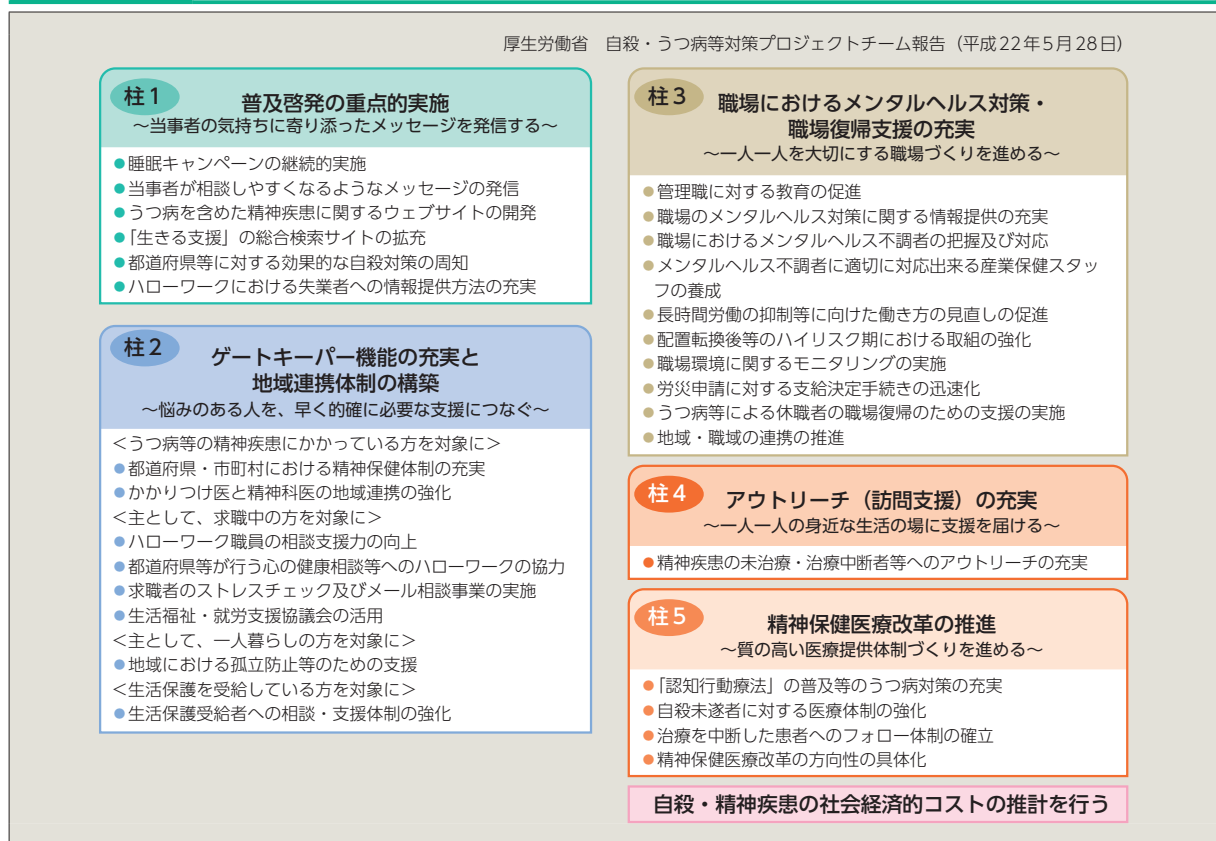 厚生労働省　自殺・うつ病等対策プロジェクトチーム報告（平成22年5月28日）
柱1
普及啓発の重点的実施
～当事者の気持ちに寄り添ったメッセージを発信する～
●睡眠キャンペーンの継続的実施
●当事者が相談しやすくなるようなメッセージの発信
●うつ病を含めた精神疾患に関するウェブサイトの開発
●「生きる支援」の総合検索サイトの拡充
●都道府県等に対する効果的な自殺対策の周知
●ハローワークにおける失業者への情報提供方法の充実
柱2
ゲートキーパー機能の充実と
地域連携体制の構築
～悩みのある人を、早く的確に必要な支援につなぐ～
＜うつ病等の精神疾患にかかっている方を対象に＞
●都道府県・市町村における精神保健体制の充実
●かかりつけ医と精神科医の地域連携の強化
＜主として、求職中の方を対象に＞
●ハローワーク職員の相談支援力の向上
●都道府県等が行う心の健康相談等へのハローワークの協力
●求職者のストレスチェック及びメール相談事業の実施
●生活福祉・就労支援協議会の活用
＜主として、一人暮らしの方を対象に＞
●地域における孤立防止等のための支援
＜生活保護を受給している方を対象に＞
●生活保護受給者への相談・支援体制の強化
柱3
職場におけるメンタルヘルス対策・
職場復帰支援の充実
～一人一人を大切にする職場づくりを進める～
●管理職に対する教育の促進
●職場のメンタルヘルス対策に関する情報提供の充実
●職場におけるメンタルヘルス不調者の把握及び対応
●メンタルヘルス不調者に適切に対応出来る産業保健スタッ
フの養成
●長時間労働の抑制等に向けた働き方の見直しの促進
●配置転換後等のハイリスク期における取組の強化
●職場環境に関するモニタリングの実施
●労災申請に対する支給決定手続きの迅速化
●うつ病等による休職者の職場復帰のための支援の実施
●地域・職域の連携の推進
柱4
アウトリーチ（訪問支援）の充実
～一人一人の身近な生活の場に支援を届ける～
●精神疾患の未治療・治療中断者等へのアウトリーチの充実
柱5
精神保健医療改革の推進
～質の高い医療提供体制づくりを進める～
●「認知行動療法」の普及等のうつ病対策の充実
●自殺未遂者に対する医療体制の強化
●治療を中断した患者へのフォロー体制の確立
●精神保健医療改革の方向性の具体化
自殺・精神疾患の社会経済的コストの推計を行う